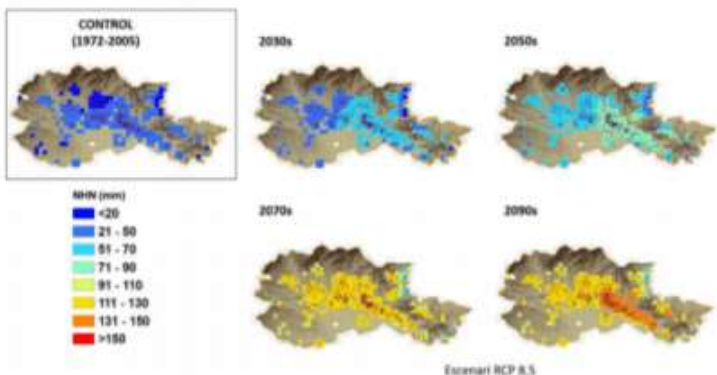 CONTROL
(1972-2005)
2030s
2050s
NHN (mm)
<20
21 - 50
51 - 70
71 - 90
91 - 110
111 - 130
131 - 150
>150
2070s
2090s
Escenari RCP 8.5